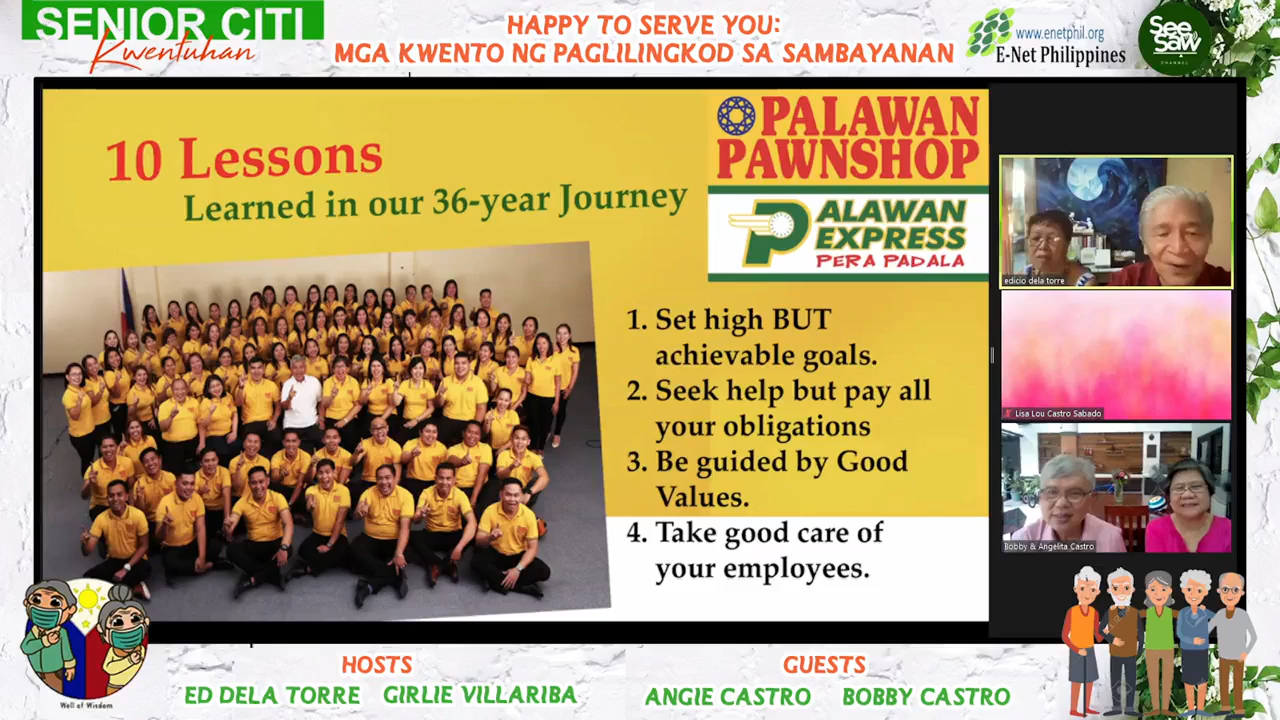 SENIOR CITI
Kwentuhan
HAPPY TO SERVE YOU:
MGA KWENTO NG PAGLILINGKOD SA SAMBAYANAN
www.enetphil.org
E-Net Philippines
See
Saw
CHANNEL
10 Lessons
Learned in our 36-year Journey
PALAWAN
PAWNSHOP
PALAWAN
EXPRESS
PERA PADALA
1. Set high BUT
achievable goals.
2. Seek help but pay all
your obligations
3. Be guided by Good
Values.
4. Take good care of
your employees.
edicio dela torre
Lisa Lou Castro Sabado
Bobby & Angelita Castro
Well of Wisdom
HOSTS
ED DELA TORRE GIRLIE VILLARIBA
GUESTS
ANGIE CASTRO BOBBY CASTRO